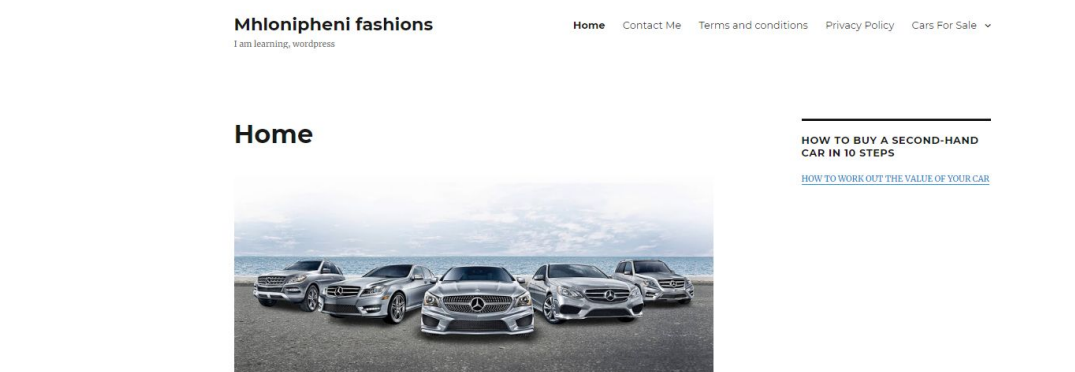 Mhlonipheni fashions
I am learning, wordpress
Home Contact Me Terms and conditions Privacy Policy Cars For Sale
Home
HOW TO BUY A SECOND-HAND
CAR IN 10 STEPS
HOW TO WORK OUT THE VALUE OF YOUR CAR